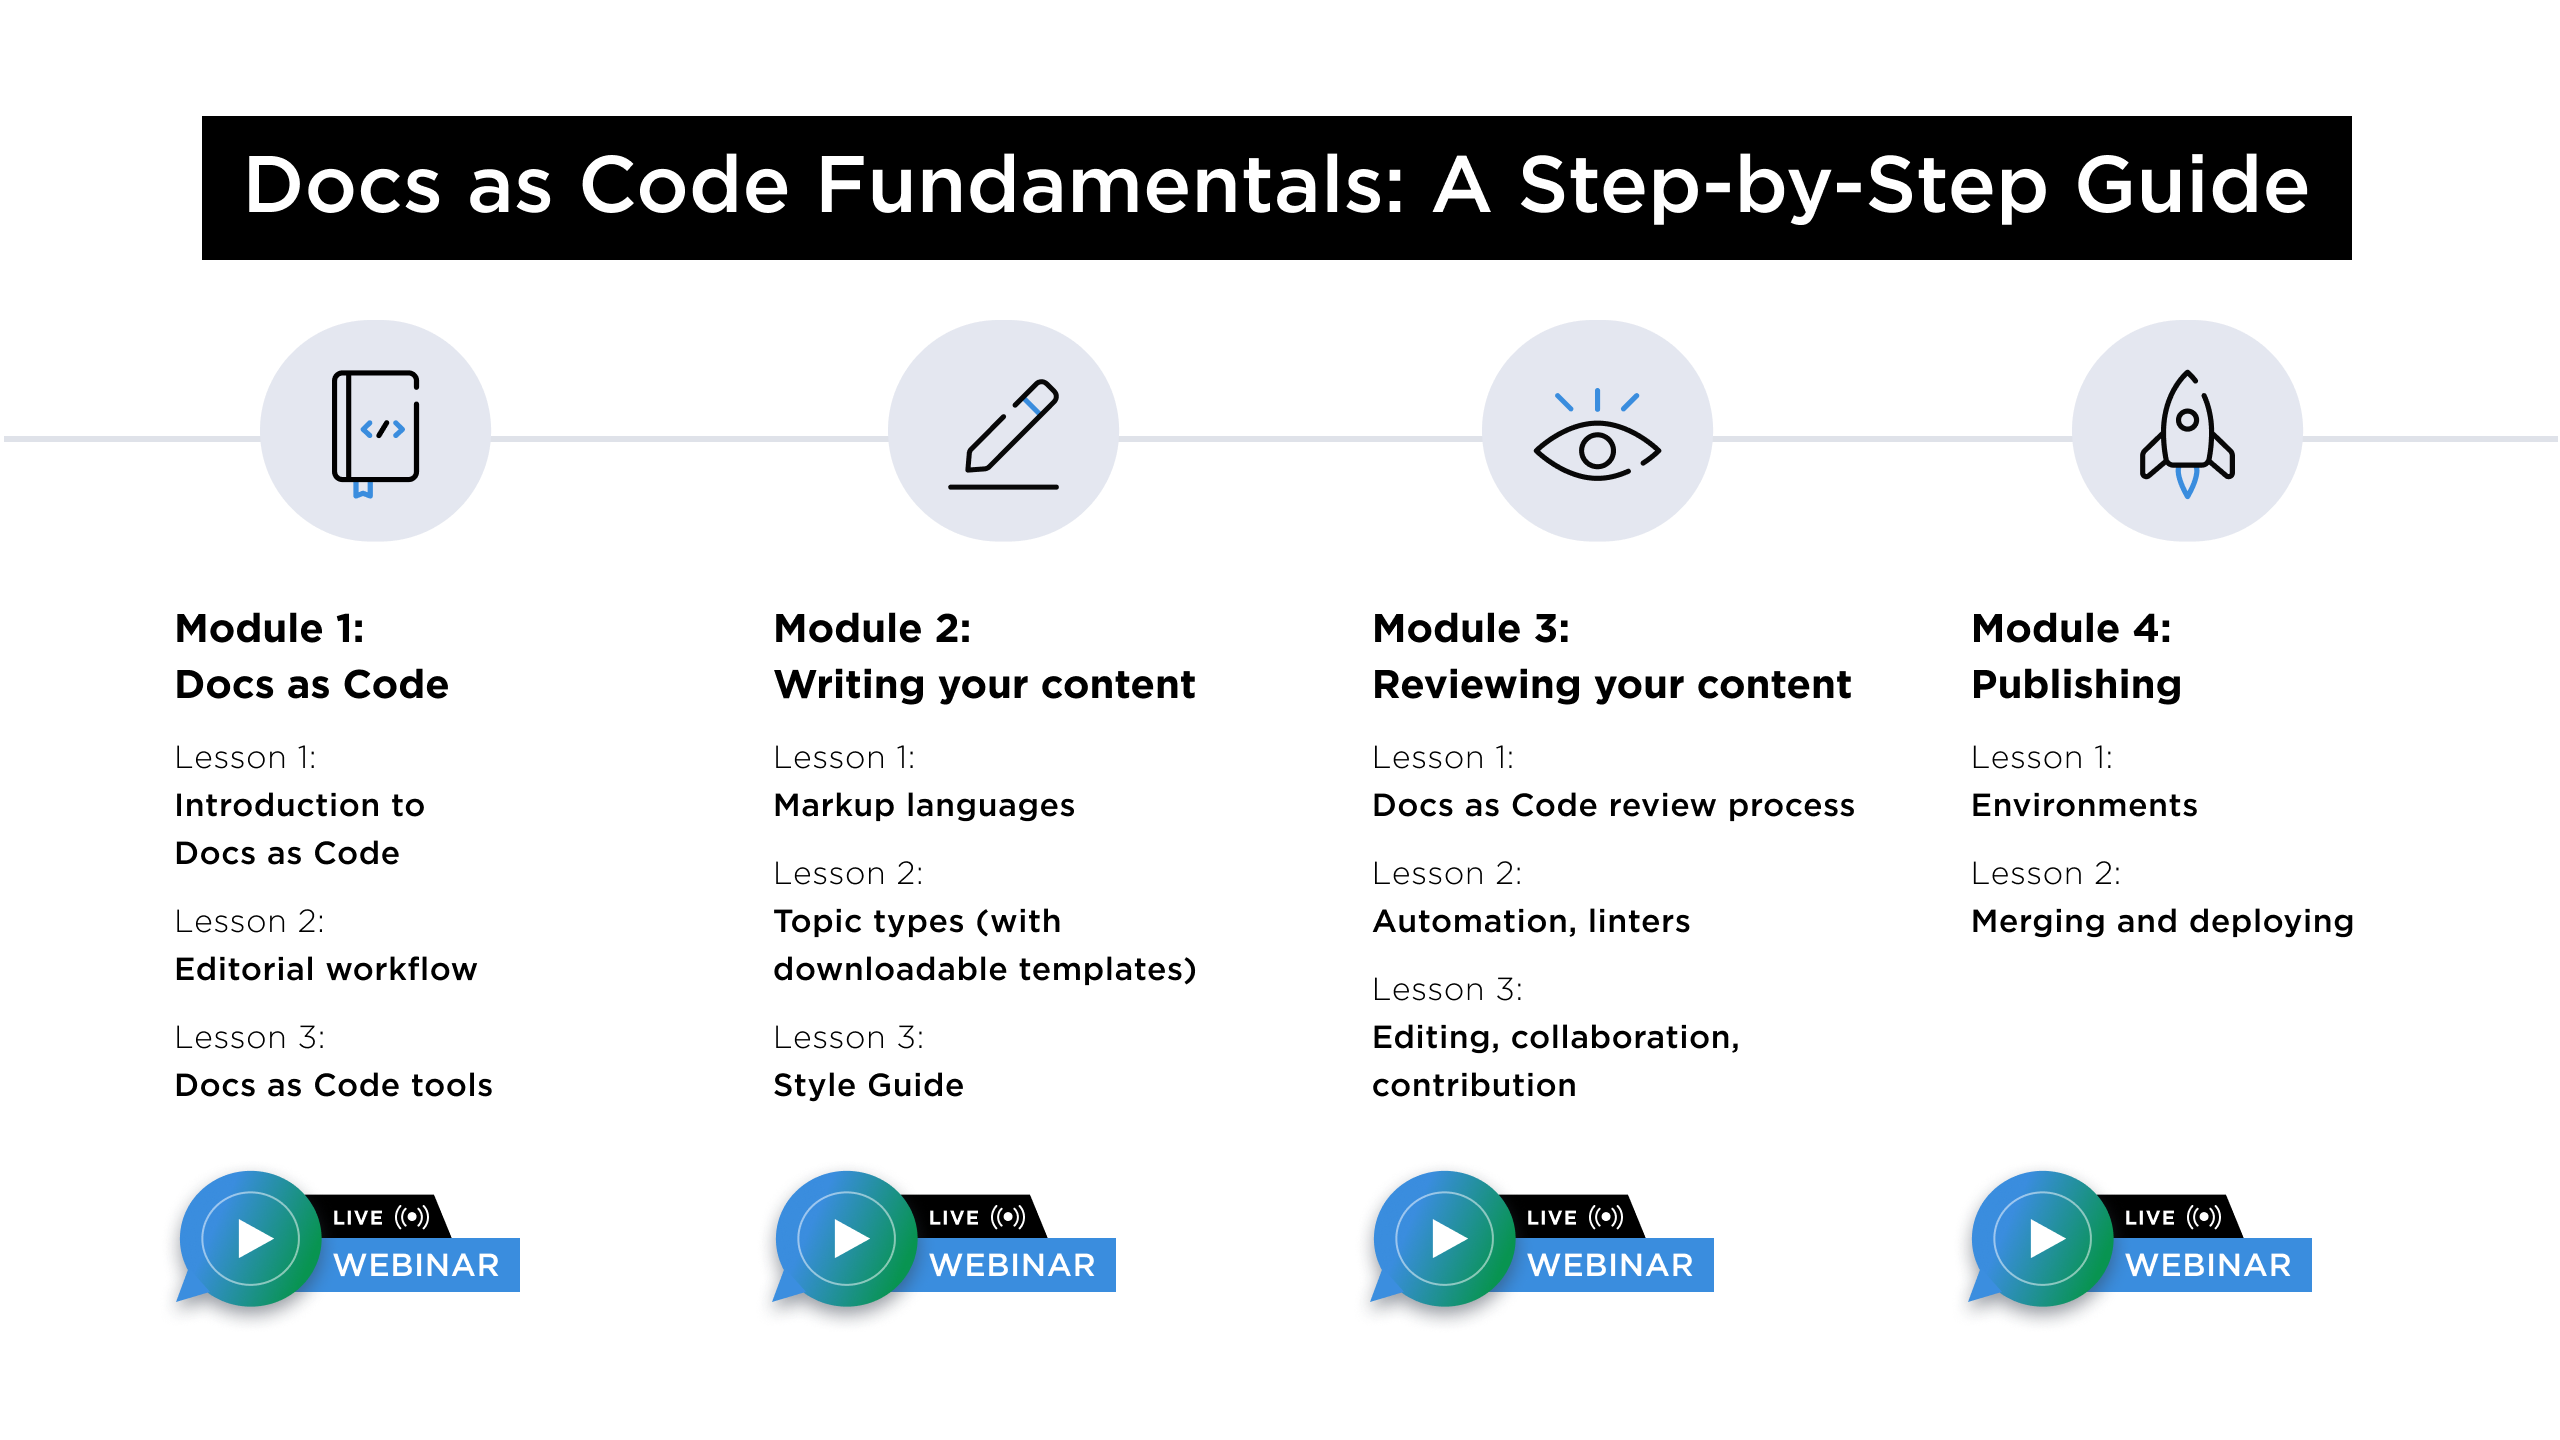 Docs as Code Fundamentals: A Step-by-Step Guide
</>
Module 1:
Docs as Code
Lesson 1:
Introduction to
Docs as Code
Lesson 2:
Editorial workflow
Lesson 3:
Docs as Code tools
LIVE
WEBINAR
Module 2:
Writing your content
Lesson 1:
Markup languages
Lesson 2:
Topic types (with
downloadable templates)
Lesson 3:
Style Guide
LIVE
WEBINAR
Module 3:
Reviewing your content
Lesson 1:
Docs as Code review process
Lesson 2:
Automation, linters
Lesson 3:
Editing, collaboration,
contribution
LIVE
WEBINAR
Module 4:
Publishing
Lesson 1:
Environments
Lesson 2:
Merging and deploying
LIVE
WEBINAR